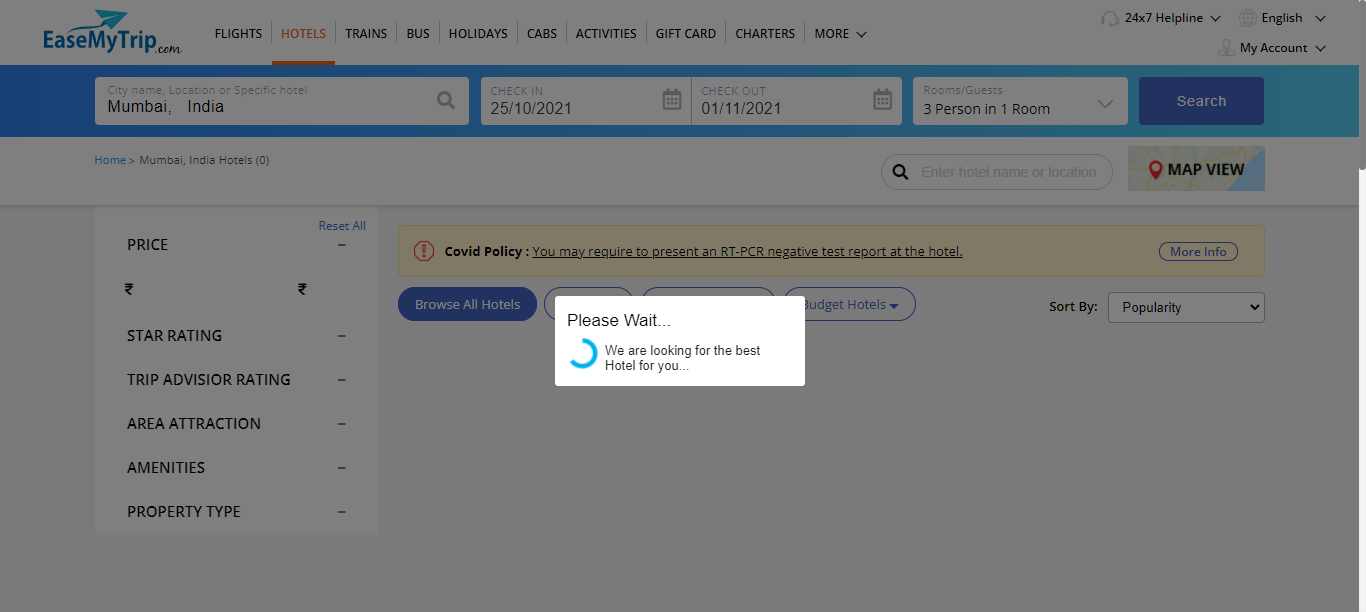 EaseMyTrip.com
FLIGHTS HOTELS TRAINS BUS HOLIDAYS CABS ACTIVITIES GIFT CARD CHARTERS MORE
24x7 Helpline English
My Account
City name, Location or Specific hotel
Mumbai, India
CHECK IN
25/10/2021
CHECK OUT
01/11/2021
Rooms/Guests
3 Person in 1 Room
Search
Home > Mumbai, India Hotels (0)
Enter hotel name or location
MAP VIEW
Reset All
PRICE
₹ ₹
STAR RATING
TRIP ADVISIOR RATING
AREA ATTRACTION
AMENITIES
PROPERTY TYPE
Covid Policy : You may require to present an RT-PCR negative test report at the hotel.
More Info
Browse All Hotels
Budget Hotels
Sort By: Popularity
Please Wait...
We are looking for the best
Hotel for you...